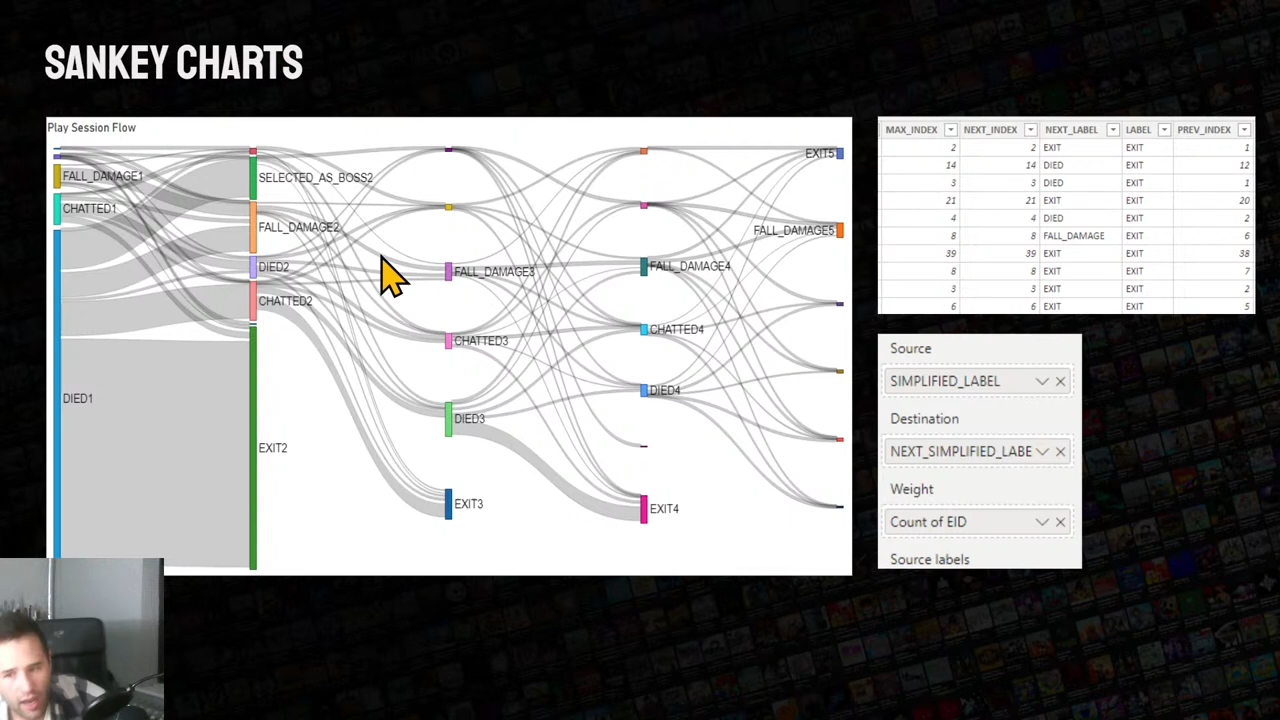 SANKEY CHARTS
Play Session Flow
FALL_DAMAGE1
CHATTED1
DIED1
SELECTED_AS_BOSS2
FALL_DAMAGE2
DIED2
CHATTED2
EXIT2
FALL_DAMAGE3
CHATTED3
DIED3
EXIT3
FALL_DAMAGE4
CHATTED4
DIED4
EXIT4
EXIT5
FALL_DAMAGE5
MAX_INDEX NEXT_INDEX NEXT_LABEL LABEL PREV_INDEX
2 2 EXIT EXIT 1
14 14 DIED EXIT 12
3 3 DIED EXIT 1
21 21 EXIT EXIT 20
4 4 DIED EXIT 2
8 8 FALL_DAMAGE EXIT 6
39 39 EXIT EXIT 38
8 8 EXIT EXIT 7
3 3 EXIT EXIT 2
6 6 EXIT EXIT 5
Source
SIMPLIFIED_LABEL
Destination
NEXT_SIMPLIFIED_LABE
Weight
Count of EID
Source labels